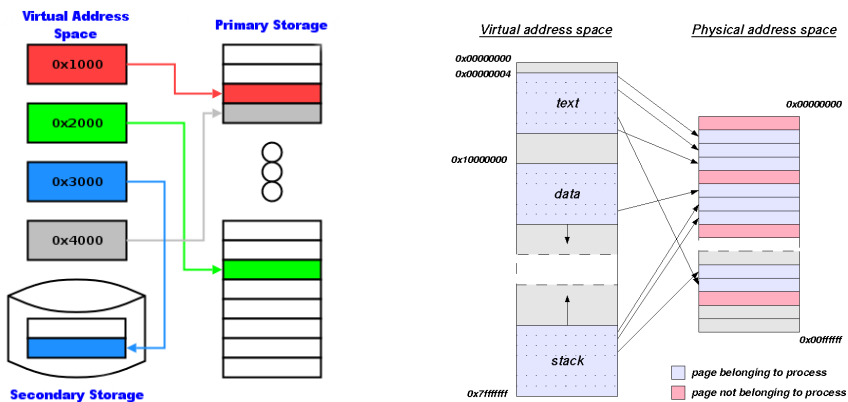 Virtual Address
Space
Primary Storage
0x1000
0x2000
0x3000
0x4000
Secondary Storage
Virtual address space
Physical address space
0x00000000
0x00000004
text
0x10000000
data
stack
0x7fffffff
0x00000000
0x00ffffff
page belonging to process
page not belonging to process